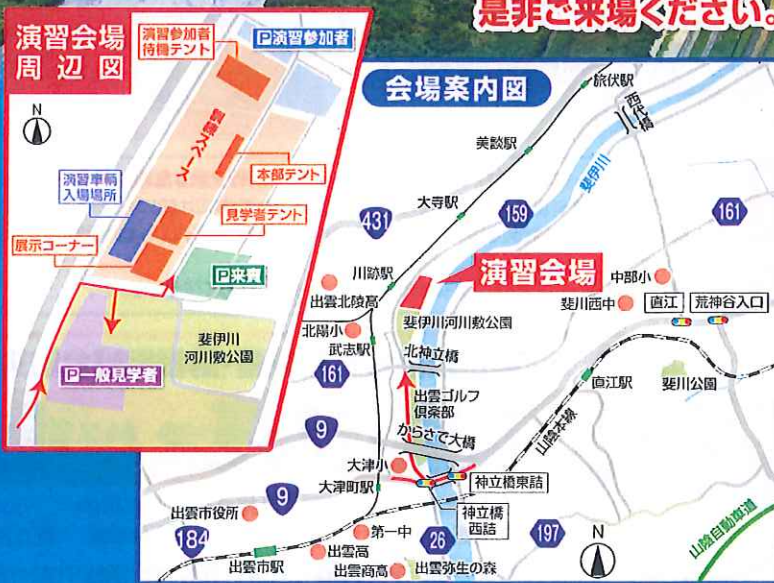 是非ご来場ください。
演習会場
周辺図
N
演習参加者
待機テント
P演習参加者
訓練スペース
本部テント
演習車輌
入場場所
見学者テント
展示コーナー
P来賓
斐伊川
河川敷公園
P一般見学者
会場案内図
旅伏駅
西代橋
美談駅
斐伊川
大寺駅
431
159
161
川跡駅
演習会場
中部小
出雲北陵高
斐川西中
直江
荒神谷入口
斐伊川河川敷公園
北陽小
武志駅
北神立橋
161
直江駅
斐川公園
出雲ゴルフ
倶楽部
9
からさで大橋
山陰本線
大津小
神立橋東詰
9
大津町駅
神立橋
西詰
出雲市役所
184
第一中
26
197
N
山陰自動車道
出雲市駅
出雲高
出雲商高
出雲弥生の森